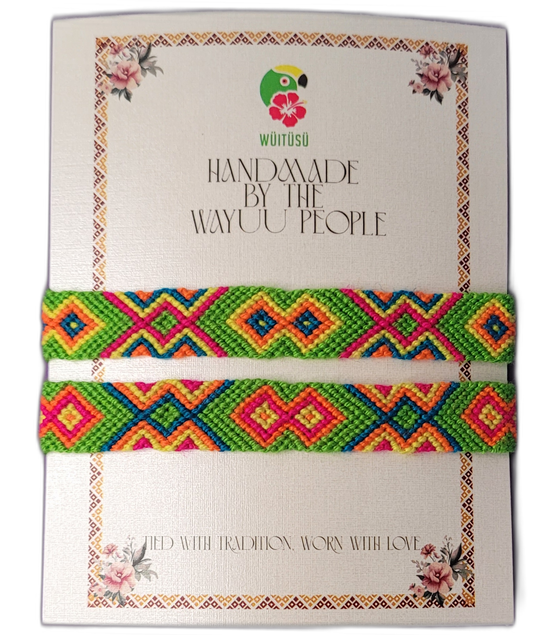 WÜITÜSÜ
HANDMADE
BY THE
WAYUU PEOPLE
TIED WITH TRADITION, WORN WITH LOVE